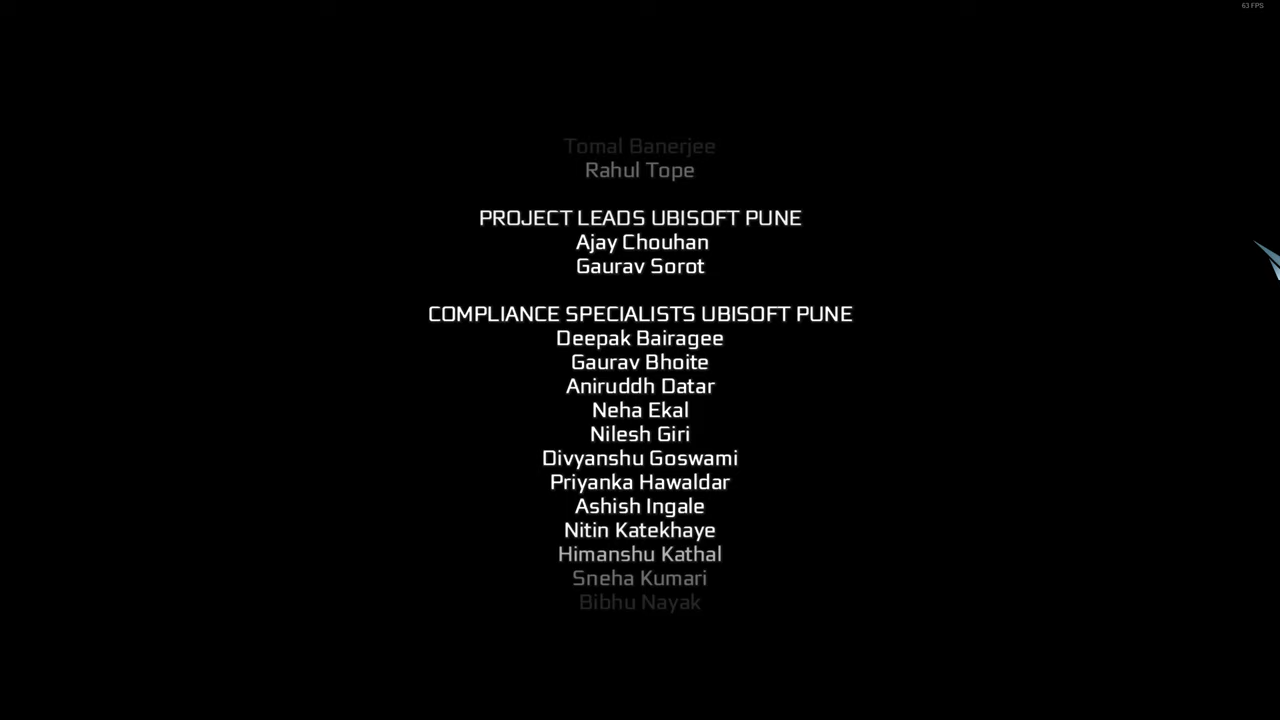 63 FPS
Tomal Banerjee
Rahul Tope
PROJECT LEADS UBISOFT PUNE
Ajay Chouhan
Gaurav Sorot
COMPLIANCE SPECIALISTS UBISOFT PUNE
Deepak Bairagee
Gaurav Bhoite
Aniruddh Datar
Neha Ekal
Nilesh Giri
Divyanshu Goswami
Priyanka Hawaldar
Ashish Ingale
Nitin Katekhaye
Himanshu Kathal
Sneha Kumari
Bibhu Nayak